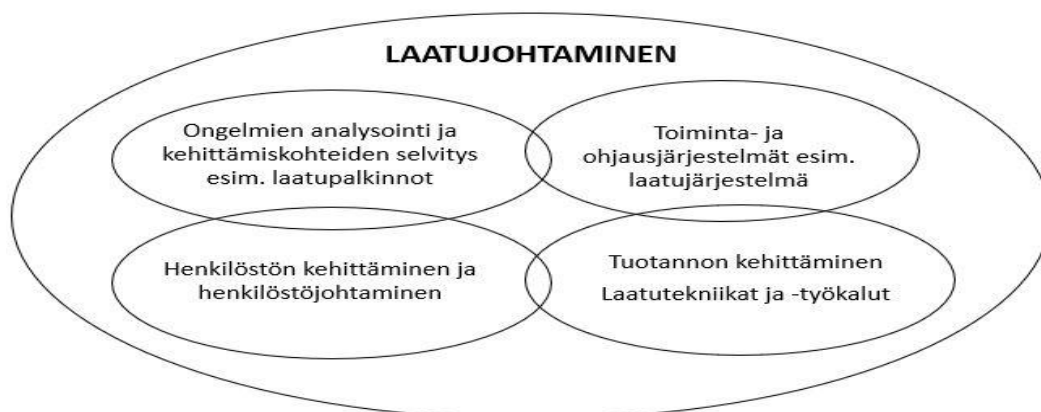 LAATUJOHTAMINEN
Ongelmien analysointi ja
kehittämiskohteiden selvitys
esim. laatupalkinnot
Toiminta- ja
ohjausjärjestelmät esim.
laatujärjestelmä
Henkilöstön kehittäminen ja
henkilöstöjohtaminen
Tuotannon kehittäminen
Laatutekniikat ja -työkalut